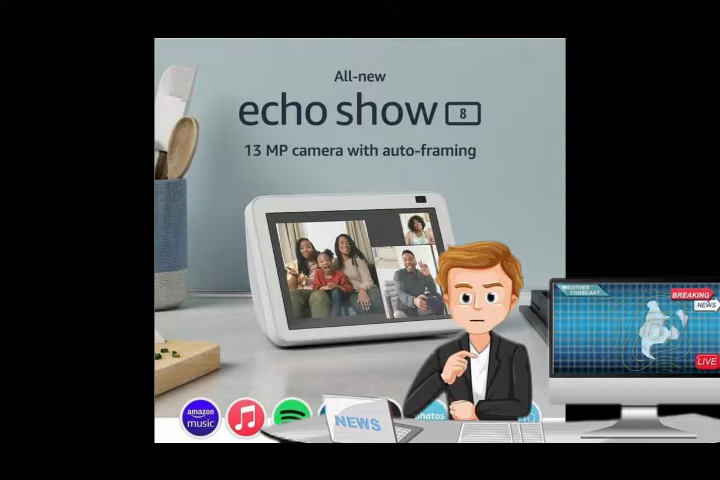 All-new
echo show 8
13 MP camera with auto-framing
WEATHER
FORECAST
BREAKING
NEWS
LIVE
amazon
music
photos
NEWS